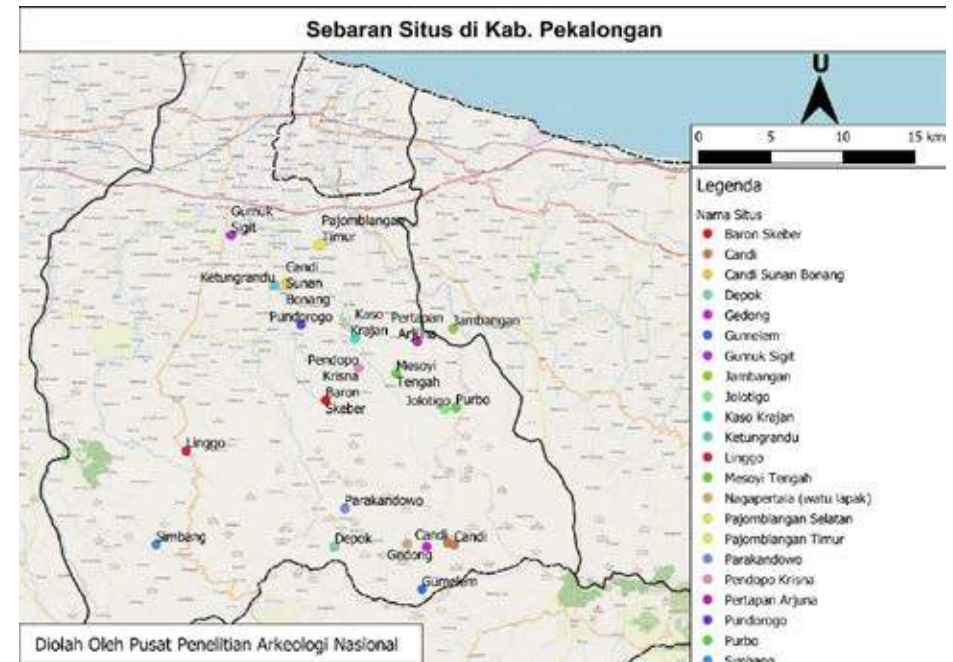 Sebaran Situs di Kab. Pekalongan
U
0 5 10 15 km
Legenda
Nama Situs
Baron Skeber
Candi
Candi Sunan Bonang
Depok
Gedong
Gumelem
Gumuk Sigit
Jambangan
Jolotigo
Kaso Krajan
Ketungrandu
Linggo
Mesoyi Tengah
Nagapertala (watu lapak)
Pajomblangan Selatan
Pajomblangan Timur
Parakandowo
Pendopo Krisna
Pertapan Arjuna
Pundorogo
Purbo
Simbang
Gumuk
Sigit
Pajomblangan
Timur
Ketungrandu
Candi
Sunan
Bonang
Pundorogo
Kaso
Krajan
Pertapan
Arjuna
Jambangan
Pendopo
Krisna
Mesoyi
Tengah
Baron
Skeber
Jolotigo
Purbo
Linggo
Parakandowo
Simbang
Depok
Candi
Candi
Gedong
Gumelem
Diolah Oleh Pusat Penelitian Arkeologi Nasional